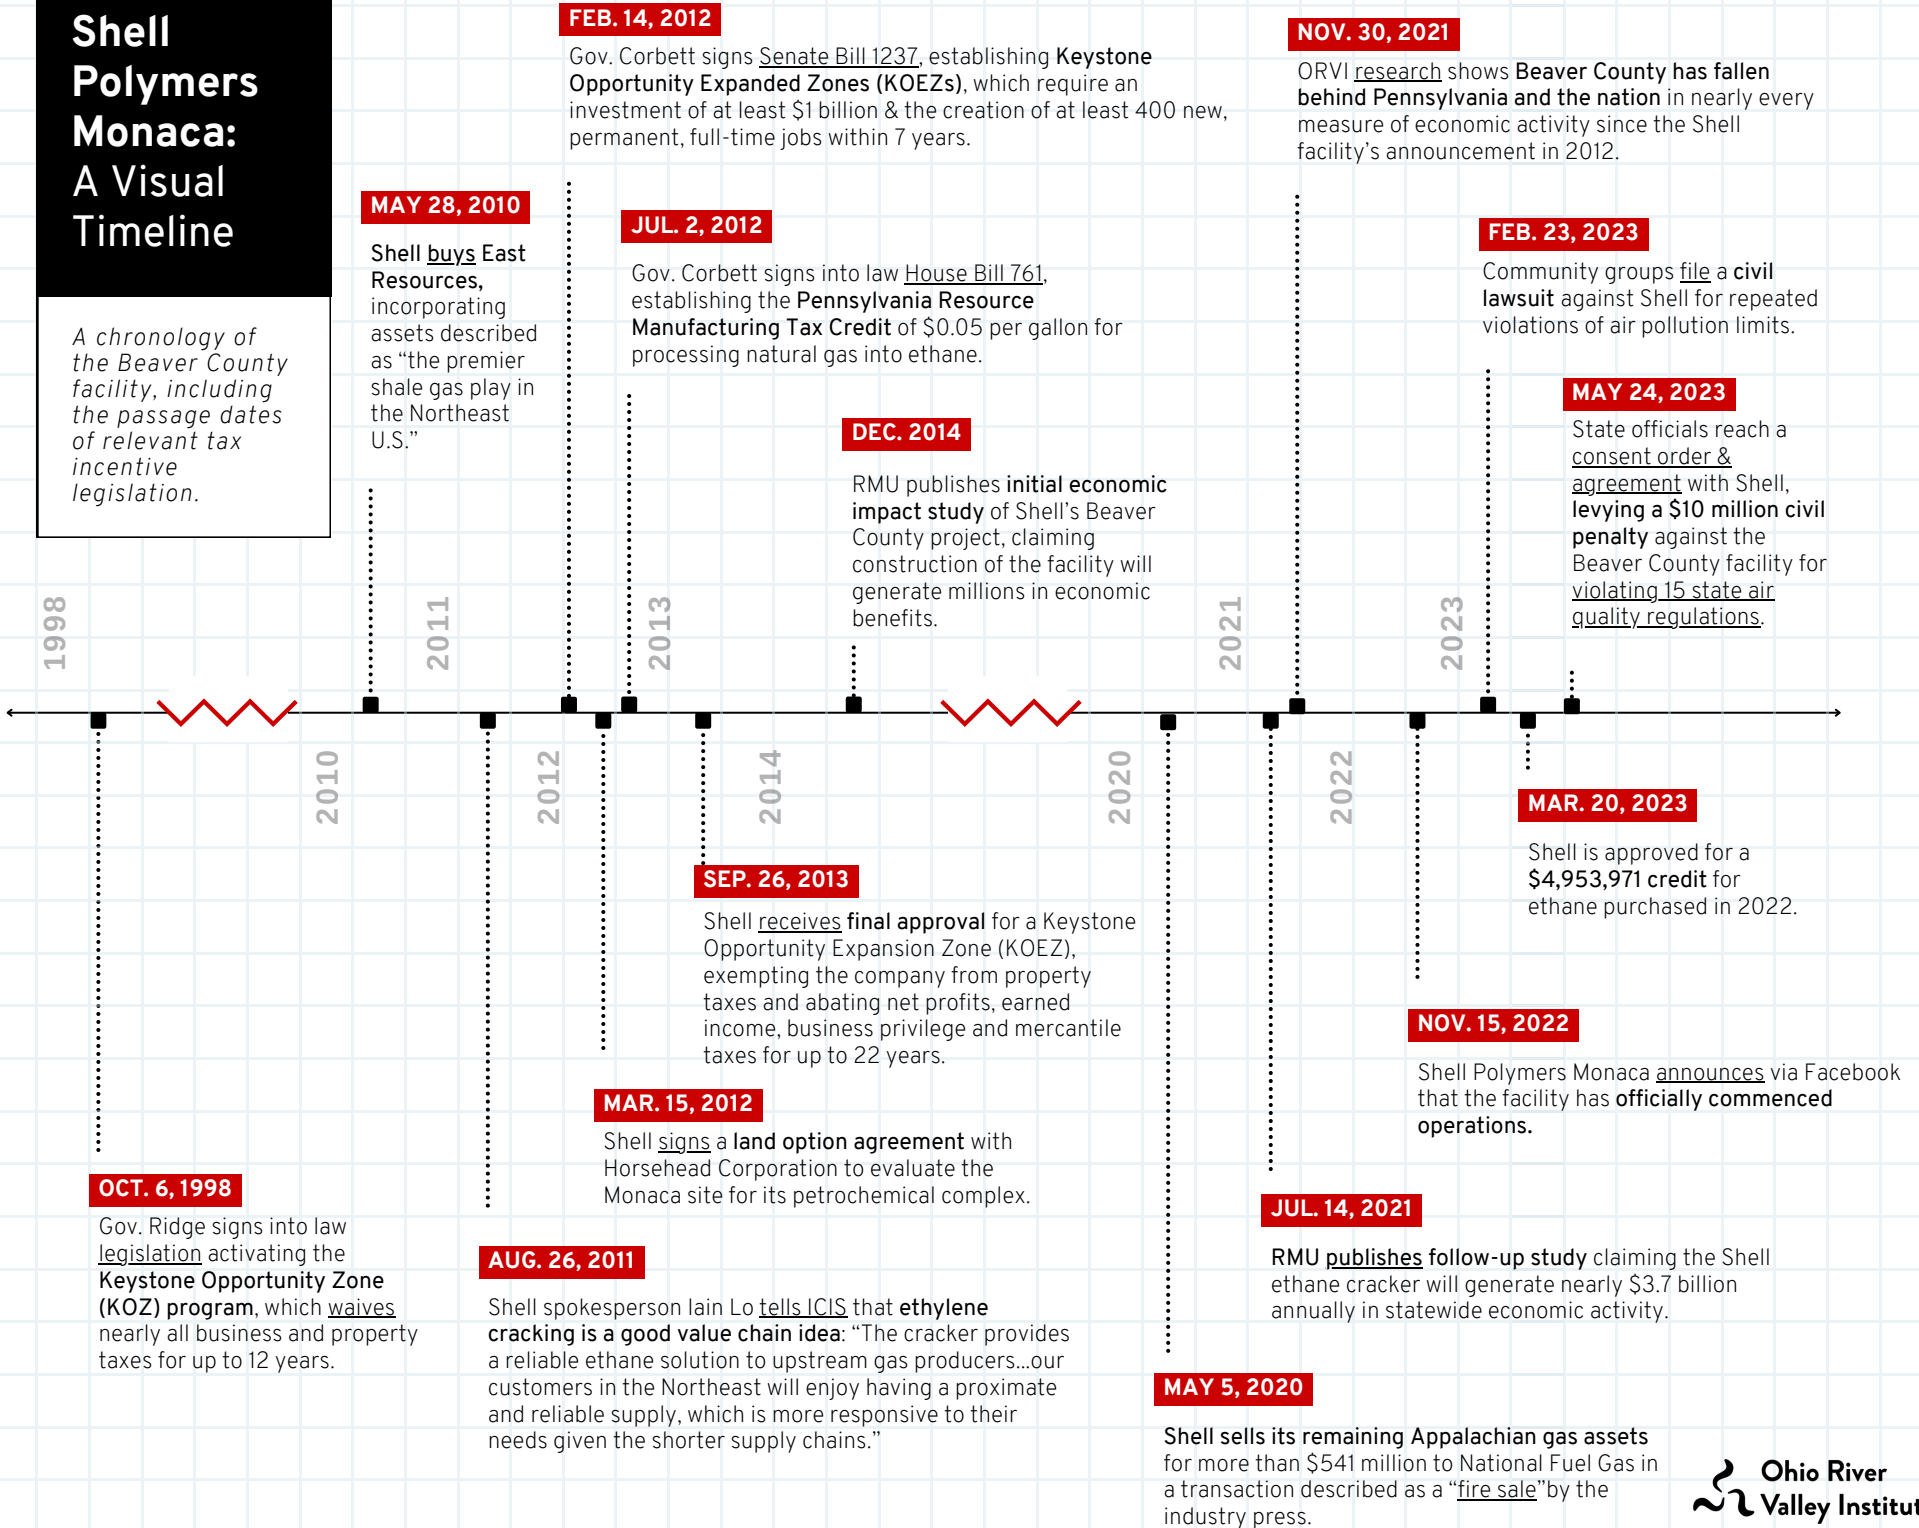 Shell
Polymers
Monaca:
A Visual
Timeline
A chronology of
the Beaver County
facility, including
the passage dates
of relevant tax
incentive
legislation.
FEB. 14, 2012
Gov. Corbett signs Senate Bill 1237, establishing Keystone
Opportunity Expanded Zones (KOEZs), which require an
investment of at least $1 billion & the creation of at least 400 new,
permanent, full-time jobs within 7 years.
NOV. 30, 2021
ORVI research shows Beaver County has fallen
behind Pennsylvania and the nation in nearly every
measure of economic activity since the Shell
facility's announcement in 2012.
MAY 28, 2010
Shell buys East
Resources,
incorporating
assets described
as “the premier
shale gas play in
the Northeast
U.S.”
JUL. 2, 2012
Gov. Corbett signs into law House Bill 761,
establishing the Pennsylvania Resource
Manufacturing Tax Credit of $0.05 per gallon for
processing natural gas into ethane.
FEB. 23, 2023
Community groups file a civil
lawsuit against Shell for repeated
violations of air pollution limits.
DEC. 2014
RMU publishes initial economic
impact study of Shell's Beaver
County project, claiming
construction of the facility will
generate millions in economic
benefits.
MAY 24, 2023
State officials reach a
consent order &
agreement with Shell,
levying a $10 million civil
penalty against the
Beaver County facility for
violating 15 state air
quality regulations.
1998
2011
2013
2021
2023
2010
2012
2014
2020
2022
MAR. 20, 2023
Shell is approved for a
$4,953,971 credit for
ethane purchased in 2022.
SEP. 26, 2013
Shell receives final approval for a Keystone
Opportunity Expansion Zone (KOEZ),
exempting the company from property
taxes and abating net profits, earned
income, business privilege and mercantile
taxes for up to 22 years.
NOV. 15, 2022
Shell Polymers Monaca announces via Facebook
that the facility has officially commenced
operations.
MAR. 15, 2012
Shell signs a land option agreement with
Horsehead Corporation to evaluate the
Monaca site for its petrochemical complex.
OCT. 6, 1998
Gov. Ridge signs into law
legislation activating the
Keystone Opportunity Zone
(KOZ) program, which waives
nearly all business and property
taxes for up to 12 years.
JUL. 14, 2021
RMU publishes follow-up study claiming the Shell
ethane cracker will generate nearly $3.7 billion
annually in statewide economic activity.
AUG. 26, 2011
Shell spokesperson Iain Lo tells ICIS that ethylene
cracking is a good value chain idea: “The cracker provides
a reliable ethane solution to upstream gas producers...our
customers in the Northeast will enjoy having a proximate
and reliable supply, which is more responsive to their
needs given the shorter supply chains.”
MAY 5, 2020
Shell sells its remaining Appalachian gas assets
for more than $541 million to National Fuel Gas in
a transaction described as a “fire sale”by the
industry press.
Ohio River
Valley Institut